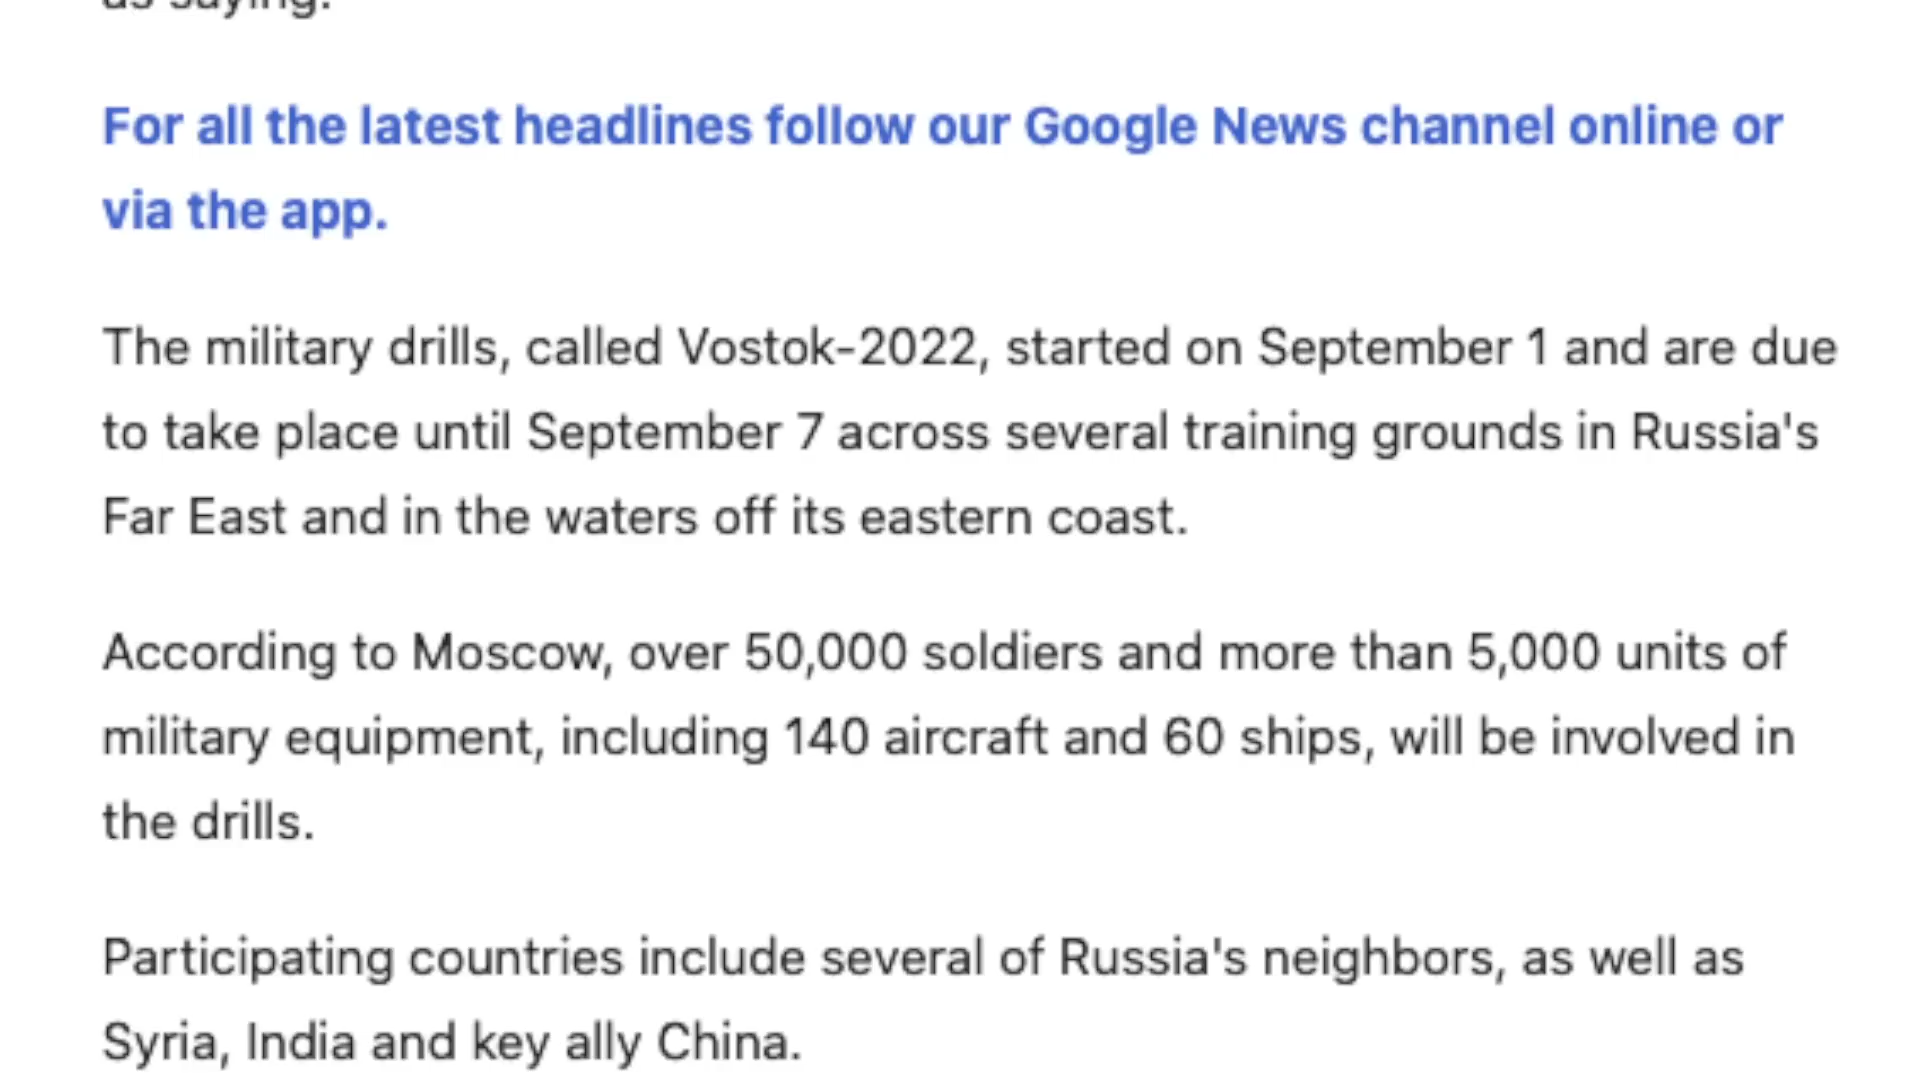 as saying.
For all the latest headlines follow our Google News channel online or
via the app.
The military drills, called Vostok-2022, started on September 1 and are due
to take place until September 7 across several training grounds in Russia's
Far East and in the waters off its eastern coast.
According to Moscow, over 50,000 soldiers and more than 5,000 units of
military equipment, including 140 aircraft and 60 ships, will be involved in
the drills.
Participating countries include several of Russia's neighbors, as well as
Syria, India and key ally China.